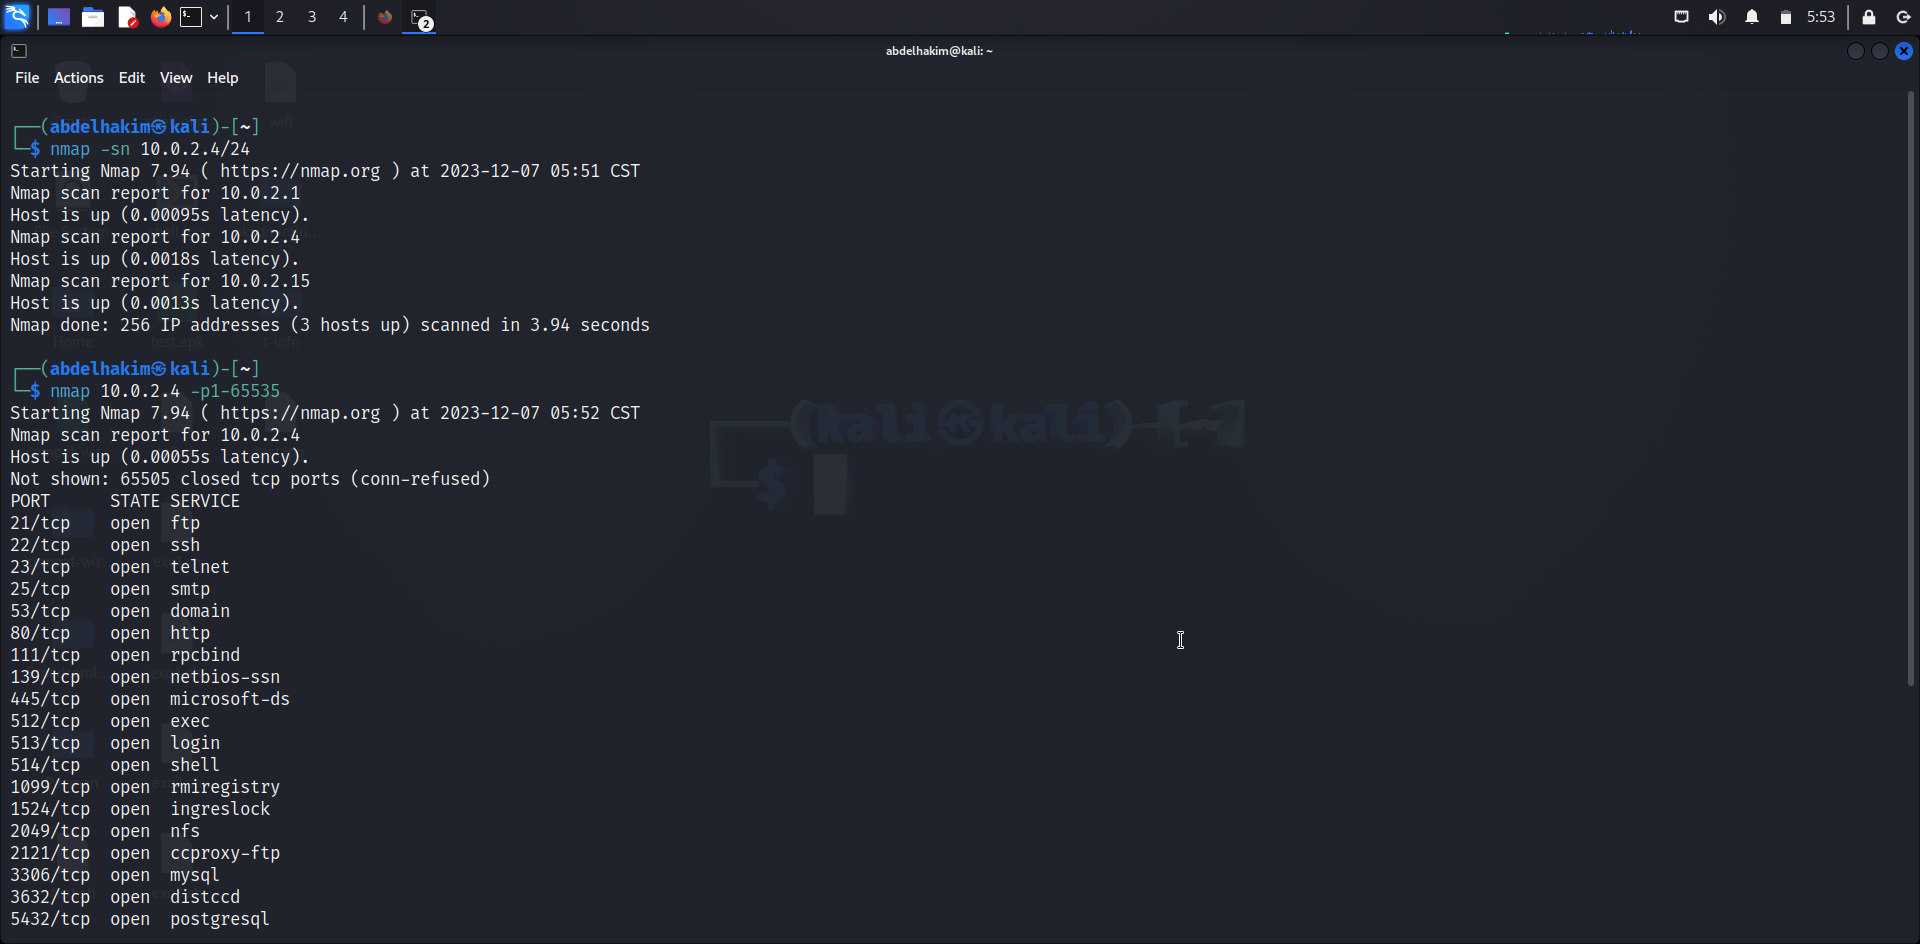 1 2 3 4 2 5:53
abdelhakim@kali: ~
File Actions Edit View Help
wifi
┌──(abdelhakim㉿kali)-[~]
└─$ nmap -sn 10.0.2.4/24
Starting Nmap 7.94 ( https://nmap.org ) at 2023-12-07 05:51 CST
Nmap scan report for 10.0.2.1
Host is up (0.00095s latency).
Nmap scan report for 10.0.2.4
Host is up (0.0018s latency).
Nmap scan report for 10.0.2.15
Host is up (0.0013s latency).
Nmap done: 256 IP addresses (3 hosts up) scanned in 3.94 seconds
Home test.apk t-info
┌──(abdelhakim㉿kali)-[~]
└─$ nmap 10.0.2.4 -p1-65535
Starting Nmap 7.94 ( https://nmap.org ) at 2023-12-07 05:52 CST
Nmap scan report for 10.0.2.4
Host is up (0.00055s latency).
Not shown: 65505 closed tcp ports (conn-refused)
┌──(kali㉿kali)-[~]
└─$
PORT STATE SERVICE
21/tcp open ftp
22/tcp open ssh
23/tcp open telnet
25/tcp open smtp
53/tcp open domain
80/tcp open http
111/tcp open rpcbind
139/tcp open netbios-ssn
445/tcp open microsoft-ds
512/tcp open exec
513/tcp open login
514/tcp open shell
1099/tcp open rmiregistry
1524/tcp open ingreslock
2049/tcp open nfs
2121/tcp open ccproxy-ftp
3306/tcp open mysql
3632/tcp open distccd
5432/tcp open postgresql